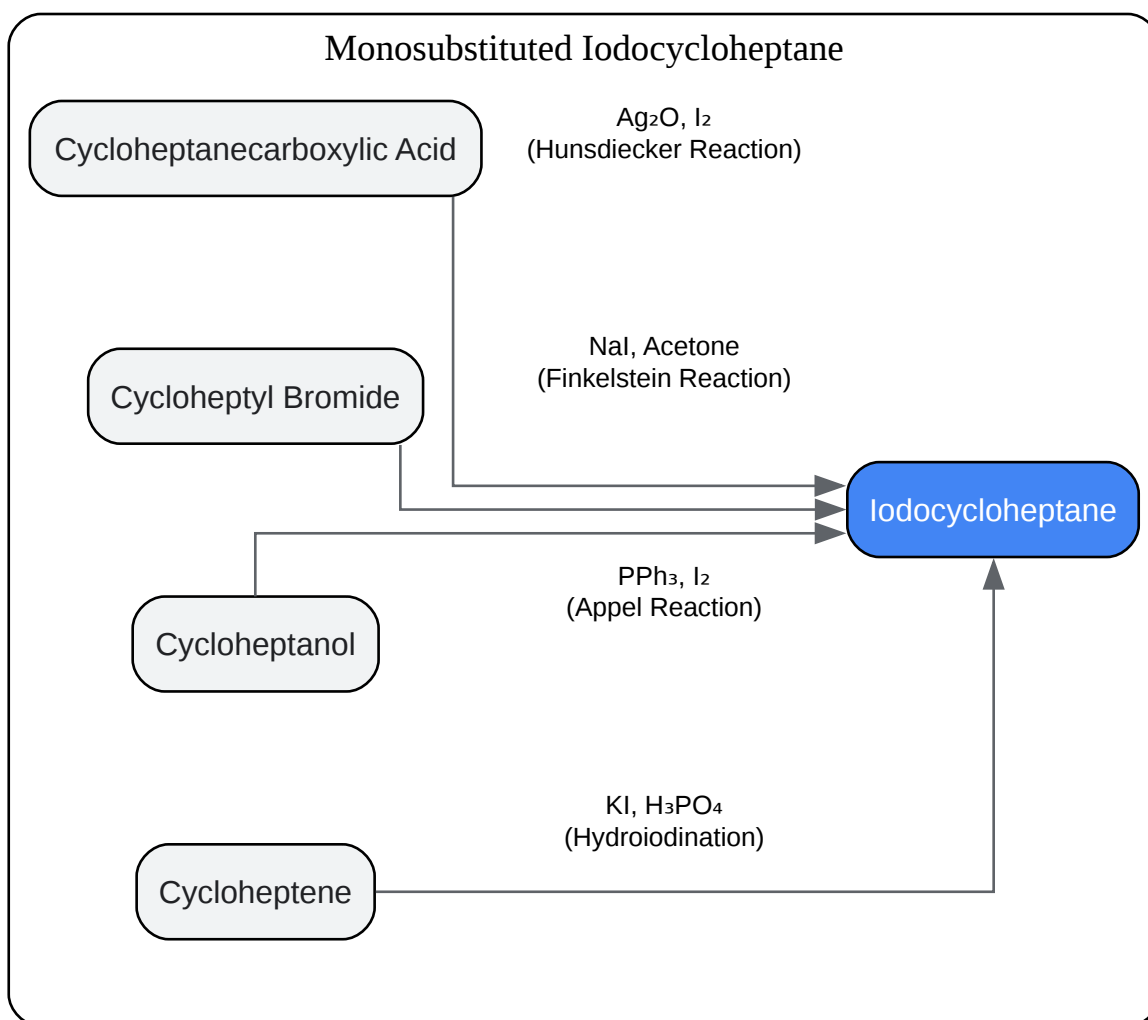 Monosubstituted Iodocycloheptane
Cycloheptanecarboxylic Acid
Ag₂O, I₂
(Hunsdiecker Reaction)
NaI, Acetone
(Finkelstein Reaction)
Cycloheptyl Bromide
Iodocycloheptane
PPh₃, I₂
(Appel Reaction)
Cycloheptanol
KI, H₃PO₄
(Hydroiodination)
Cycloheptene